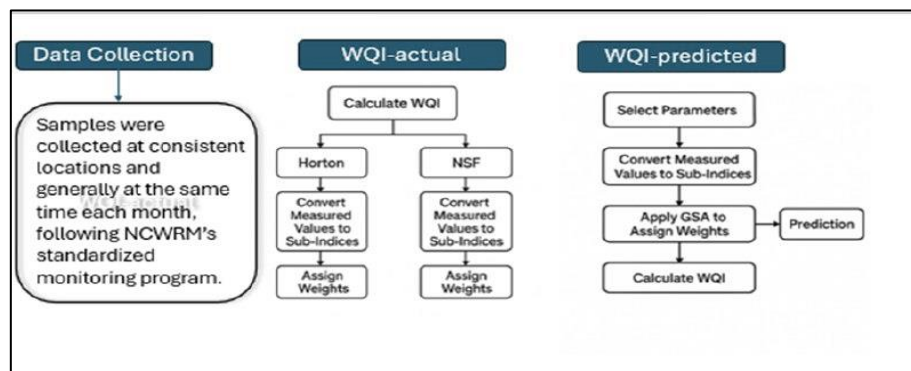 Data Collection
Samples were
collected at consistent
locations and
generally at the same
time each month,
following NCWRM's
standardized
monitoring program.
WQI-actual
WQI-actual
Calculate WQI
Horton
NSF
Convert
Measured
Values to
Sub-Indices
Convert
Measured
Values to
Sub-Indices
Assign
Weights
Assign
Weights
WQI-predicted
Select Parameters
Convert Measured
Values to Sub-Indices
Apply GSA to
Assign Weights
Prediction
Calculate WQI